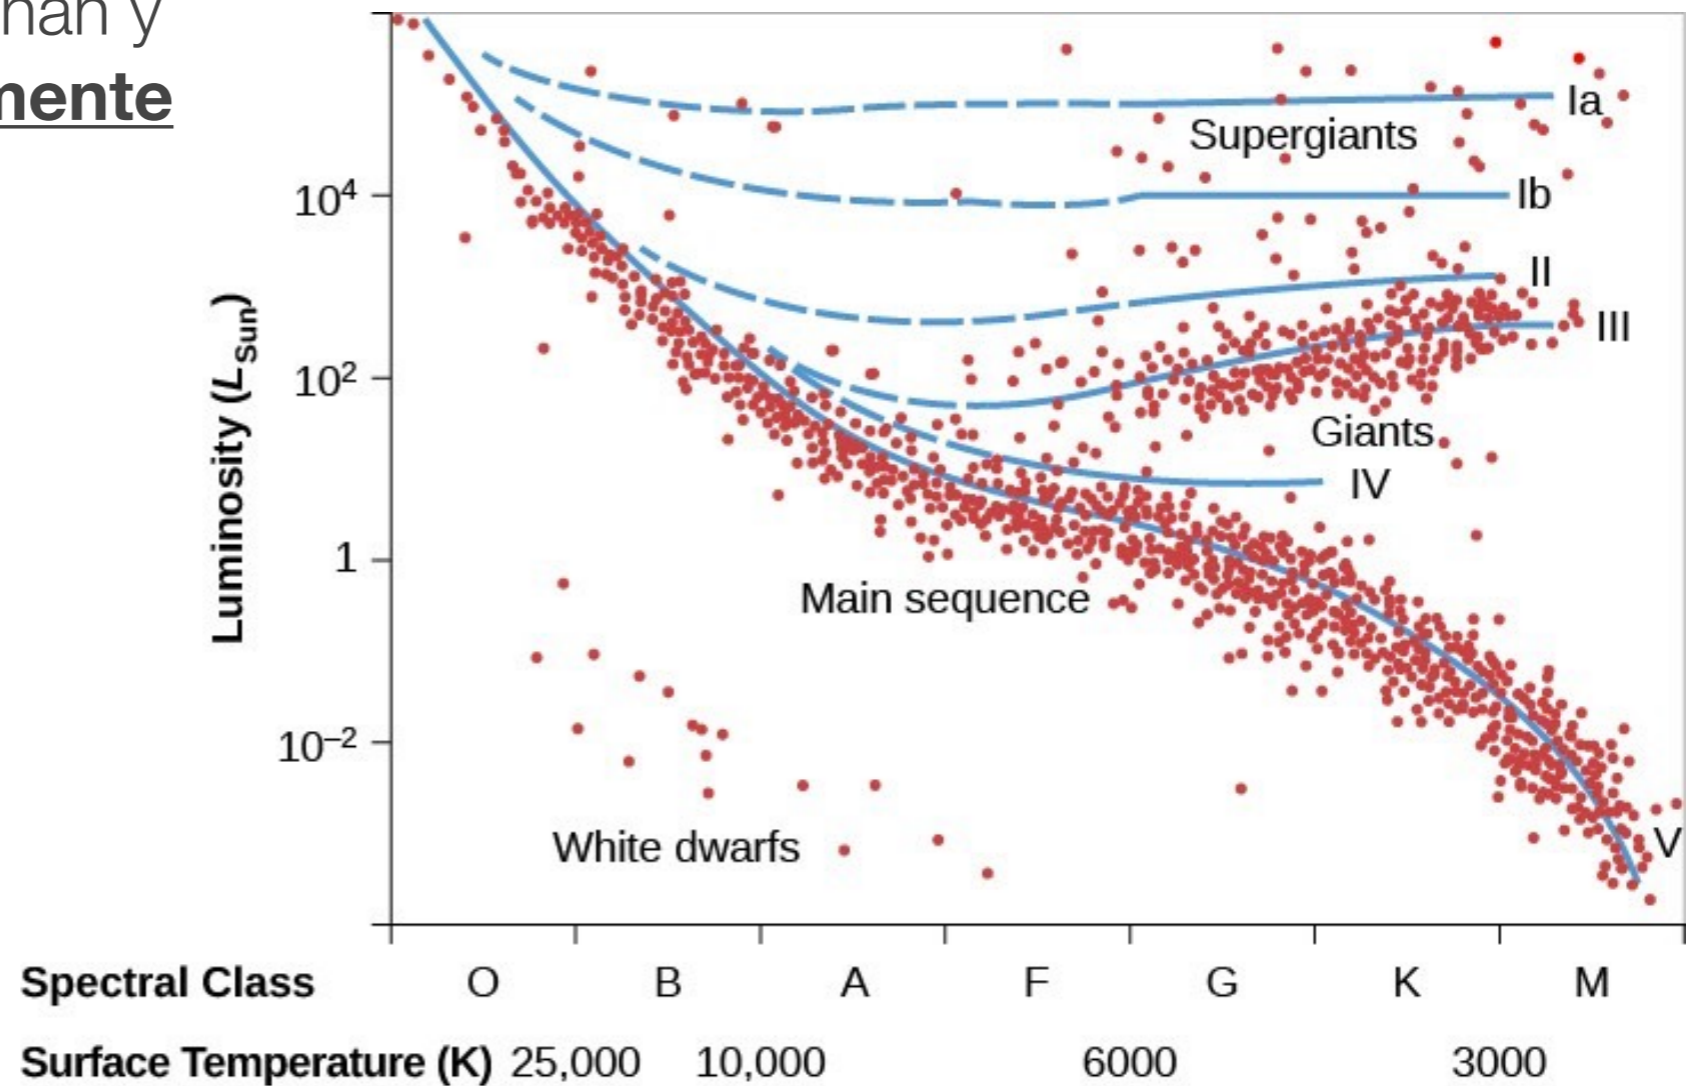 nan y
mente
Ia
Supergiants
10⁴
Ib
II
Luminosity (L_Sun)
III
10²
Giants
IV
1
Main sequence
10⁻²
White dwarfs
V
Spectral Class O B A F G K M
Surface Temperature (K) 25,000 10,000 6000 3000